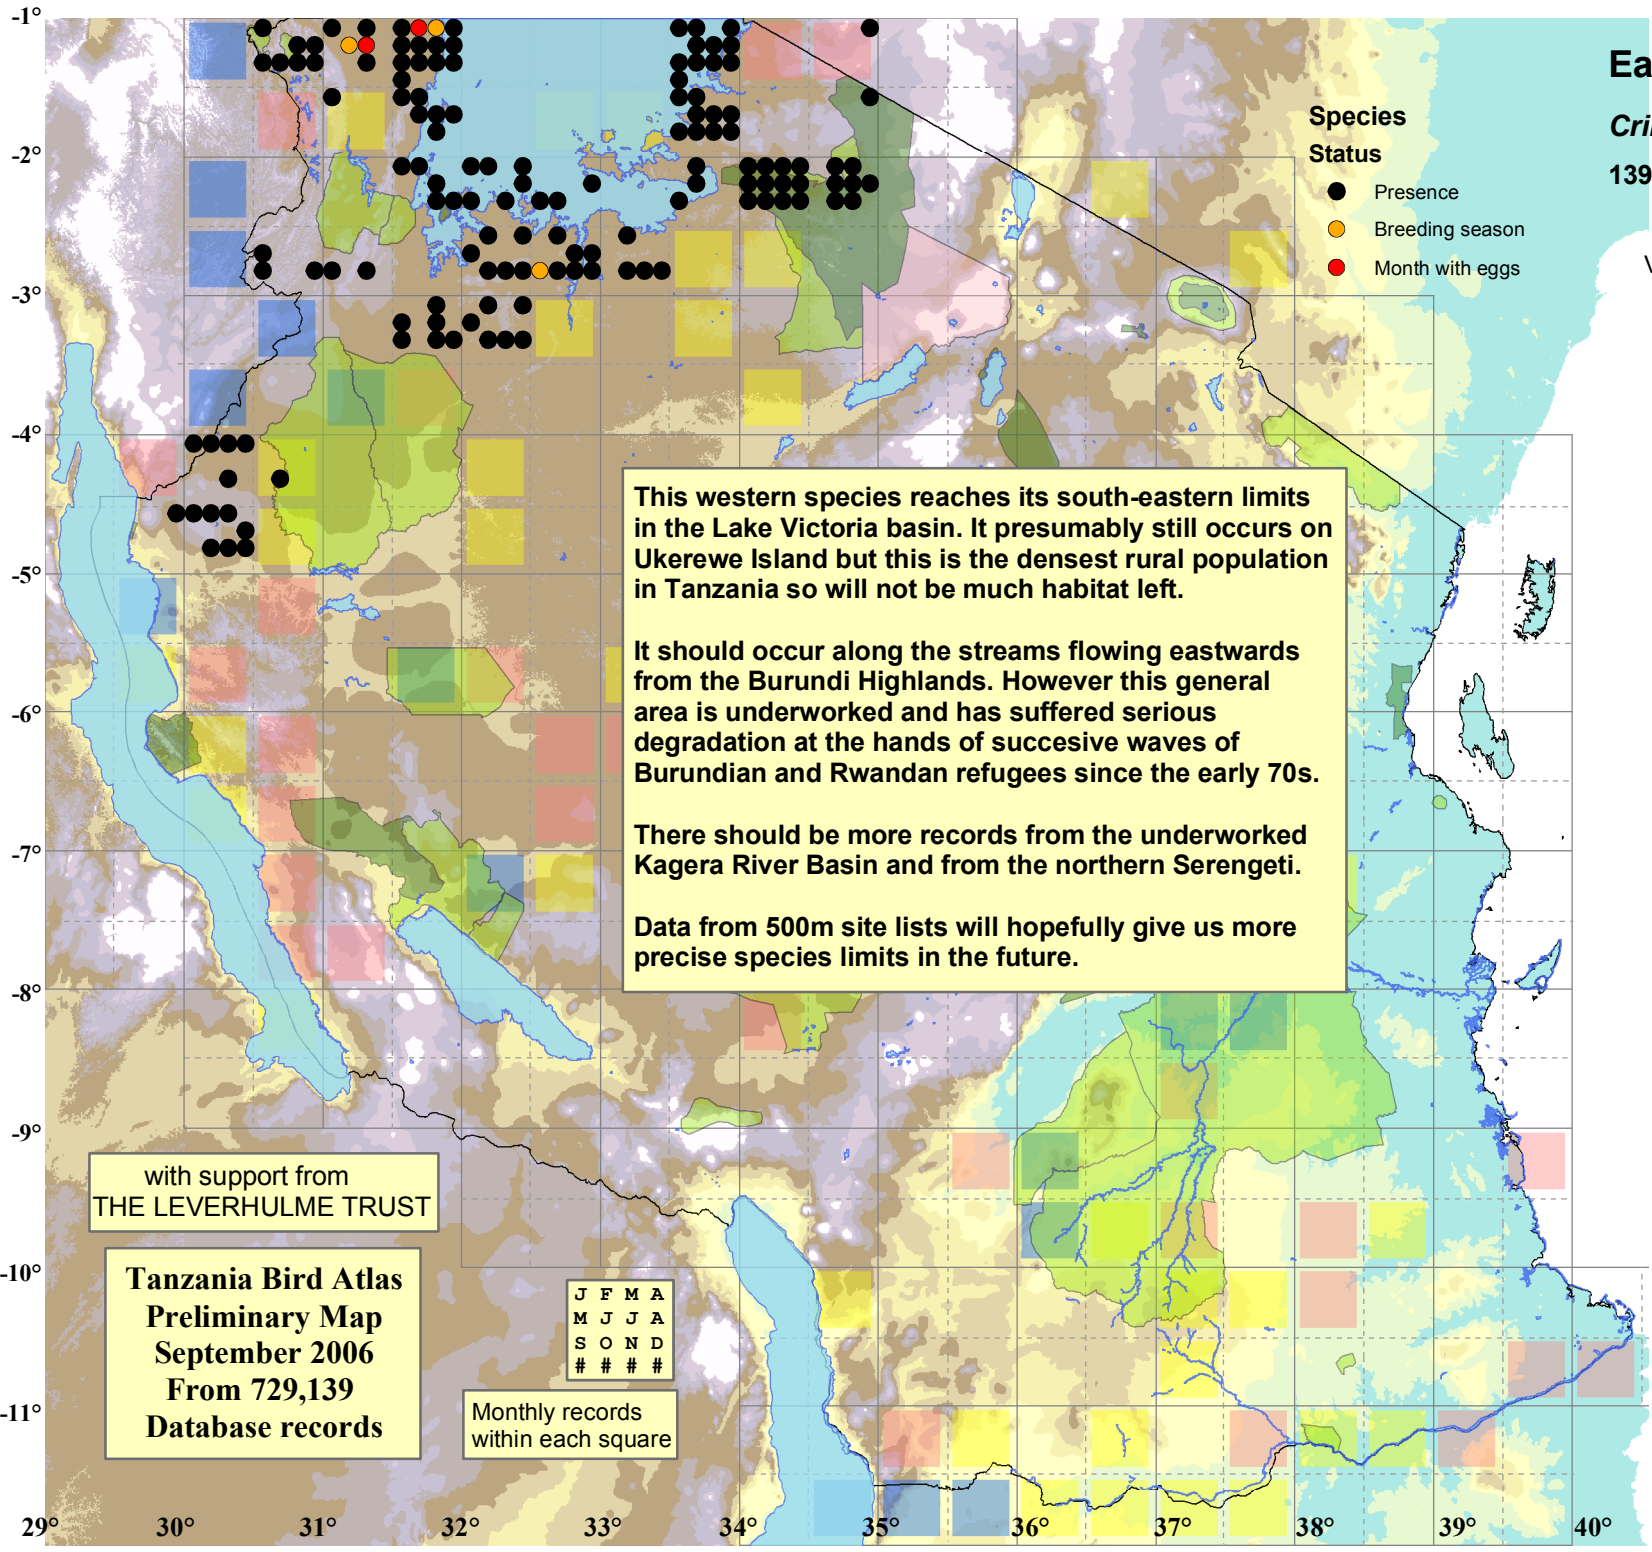 -1°
-2°
-3°
-4°
-5°
-6°
-7°
-8°
-9°
-10°
-11°
29°
30°
31°
32°
33°
34°
35°
36°
37°
38°
39°
40°
Species
Status
Presence
Breeding season
Month with eggs
139
This western species reaches its south-eastern limits
in the Lake Victoria basin. It presumably still occurs on
Ukerewe Island but this is the densest rural population
in Tanzania so will not be much habitat left.
It should occur along the streams flowing eastwards
from the Burundi Highlands. However this general
area is underworked and has suffered serious
degradation at the hands of succesive waves of
Burundian and Rwandan refugees since the early 70s.
There should be more records from the underworked
Kagera River Basin and from the northern Serengeti.
Data from 500m site lists will hopefully give us more
precise species limits in the future.
with support from
THE LEVERHULME TRUST
Tanzania Bird Atlas
Preliminary Map
September 2006
From 729,139
Database records
J F M A
M J J A
S O N D
# # # #
Monthly records
within each square